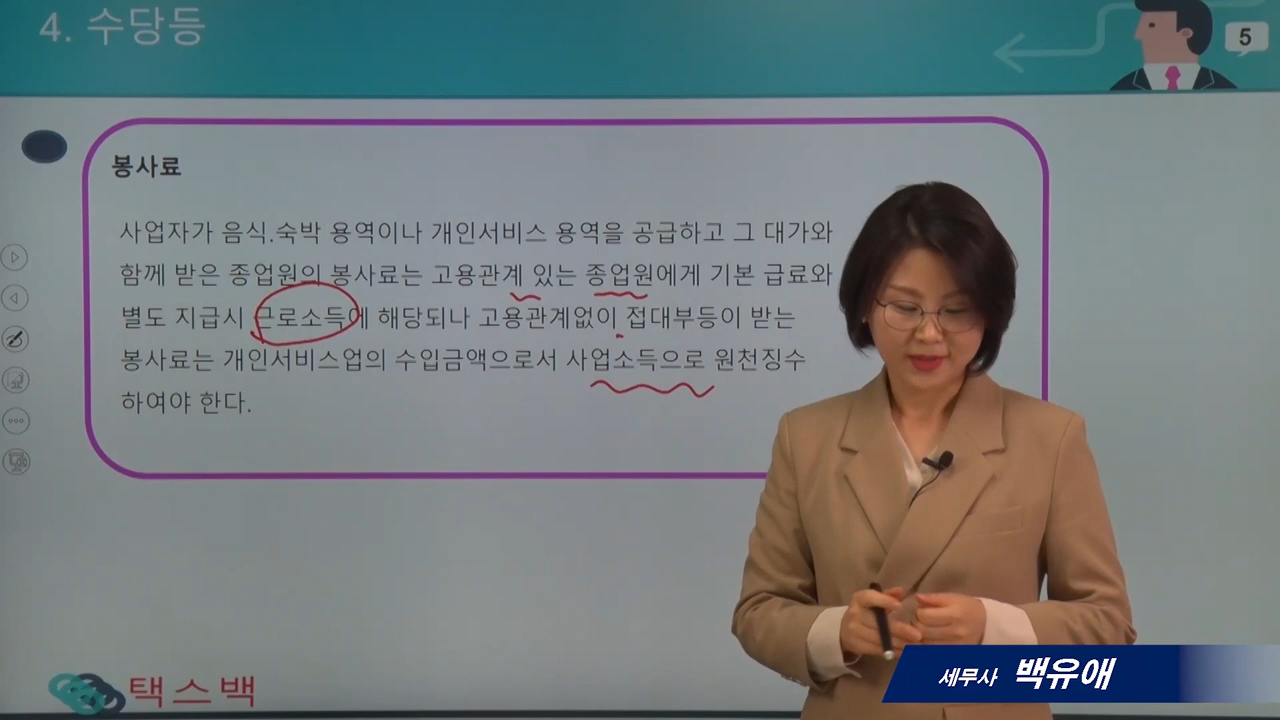 4. 수당등
5
봉사료
사업자가 음식.숙박 용역이나 개인서비스 용역을 공급하고 그 대가와
함께 받은 종업원의 봉사료는 고용관계 있는 종업원에게 기본 급료와
별도 지급시 근로소득에 해당되나 고용관계없이 접대부등이 받는
봉사료는 개인서비스업의 수입금액으로서 사업소득으로 원천징수
하여야 한다.
택스백
세무사 백유애